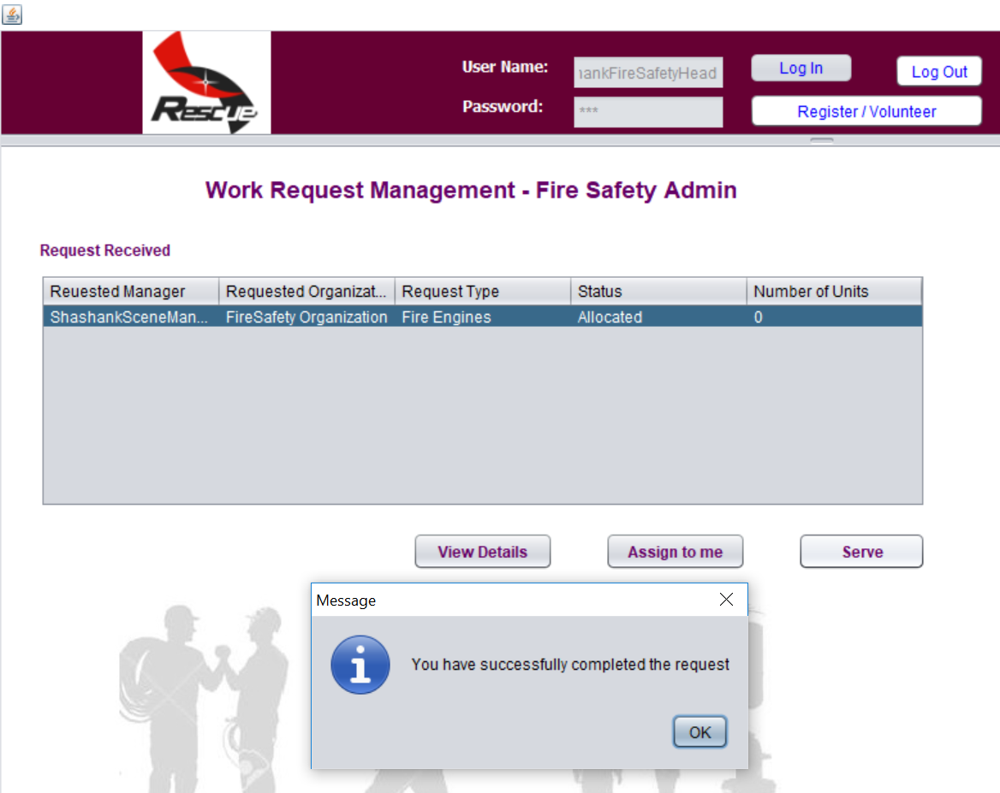 User Name:
ıankFireSafetyHead
Log In
Log Out
Rescue
Password:
***
Register / Volunteer
Work Request Management - Fire Safety Admin
Request Received
Reuested Manager Requested Organizat... Request Type Status Number of Units
ShashankSceneMan... FireSafety Organization Fire Engines Allocated 0
View Details
Assign to me
Serve
Message
You have successfully completed the request
OK